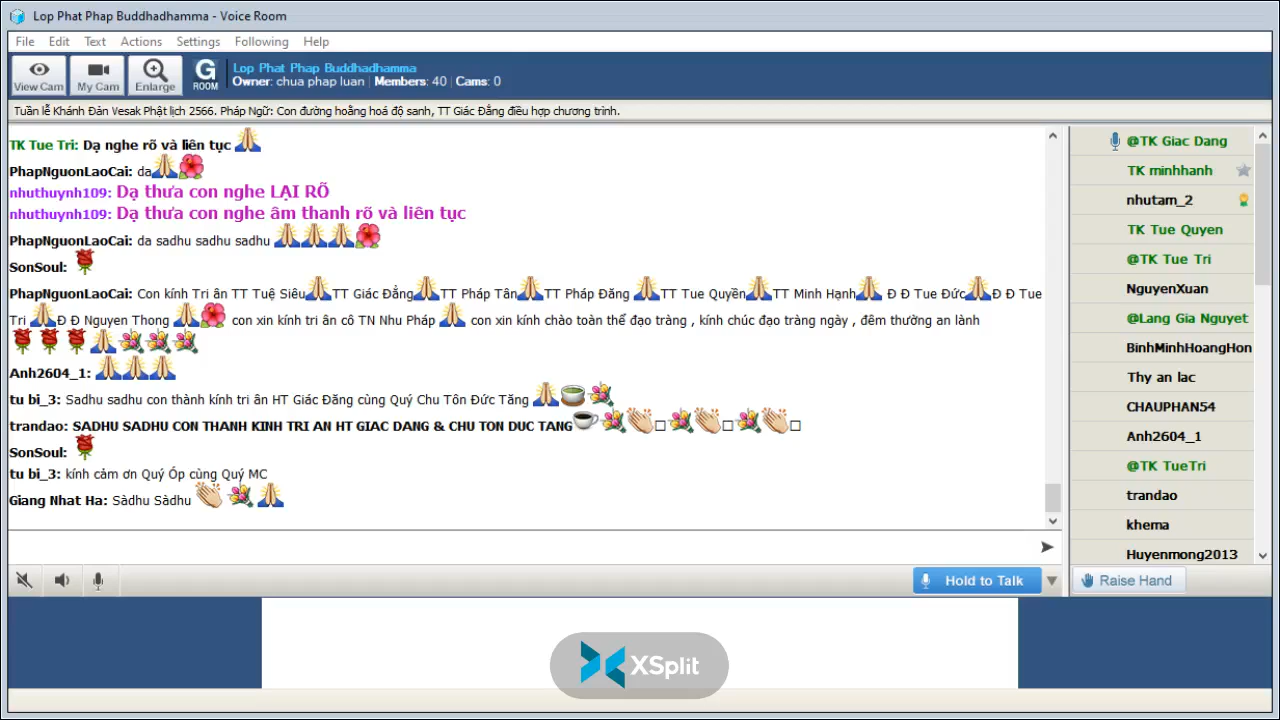 Lop Phat Phap Buddhadhamma - Voice Room
File Edit Text Actions Settings Following Help
View Cam My Cam Enlarge G ROOM
Lop Phat Phap Buddhadhamma
Owner: chua phap luan | Members: 40 | Cams: 0
Tuần lễ Khánh Đản Vesak Phật lịch 2566. Pháp Ngữ: Con đường hoằng hoá độ sanh, TT Giác Đẳng điều hợp chương trình.
TK Tue Tri: Dạ nghe rõ và liên tục
PhapNguonLaoCai: da
nhuthuynh109: Dạ thưa con nghe LẠI RÕ
nhuthuynh109: Dạ thưa con nghe âm thanh rõ và liên tục
PhapNguonLaoCai: da sadhu sadhu sadhu
SonSoul:
PhapNguonLaoCai: Con kính Tri ân TT Tuệ Siêu TT Giác Đẳng TT Pháp Tân TT Pháp Đăng TT Tue Quyền TT Minh Hạnh Đ Đ Tue Đức Đ Đ Tue
Tri Đ Đ Nguyen Thong con xin kính tri ân cô TN Nhu Pháp con xin kính chào toàn thể đạo tràng , kính chúc đạo tràng ngày , đêm thường an lành
Anh2604_1:
tu bi_3: Sadhu sadhu con thành kính tri ân HT Giác Đăng cùng Quý Chu Tôn Đức Tăng
trandao: SADHU SADHU CON THANH KINH TRI AN HT GIAC DANG & CHU TON DUC TANG
SonSoul:
tu bi_3: kính cảm ơn Quý Óp cùng Quý MC
Giang Nhat Ha: Sàdhu Sàdhu
@TK Giac Dang
TK minhhanh
nhutam_2
TK Tue Quyen
@TK Tue Tri
NguyenXuan
@Lang Gia Nguyet
BinhMinhHoangHon
Thy an lac
CHAUPHAN54
Anh2604_1
@TK TueTri
trandao
khema
Huyenmong2013
Hold to Talk
Raise Hand
XSplit